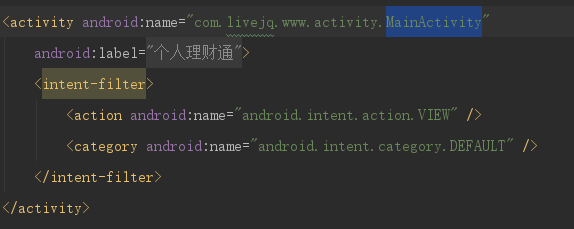 <activity android:name="com.livejq.www.activity.MainActivity"
android:label="个人理财通">
<intent-filter>
<action android:name="android.intent.action.VIEW" />
<category android:name="android.intent.category.DEFAULT" />
</intent-filter>
</activity>